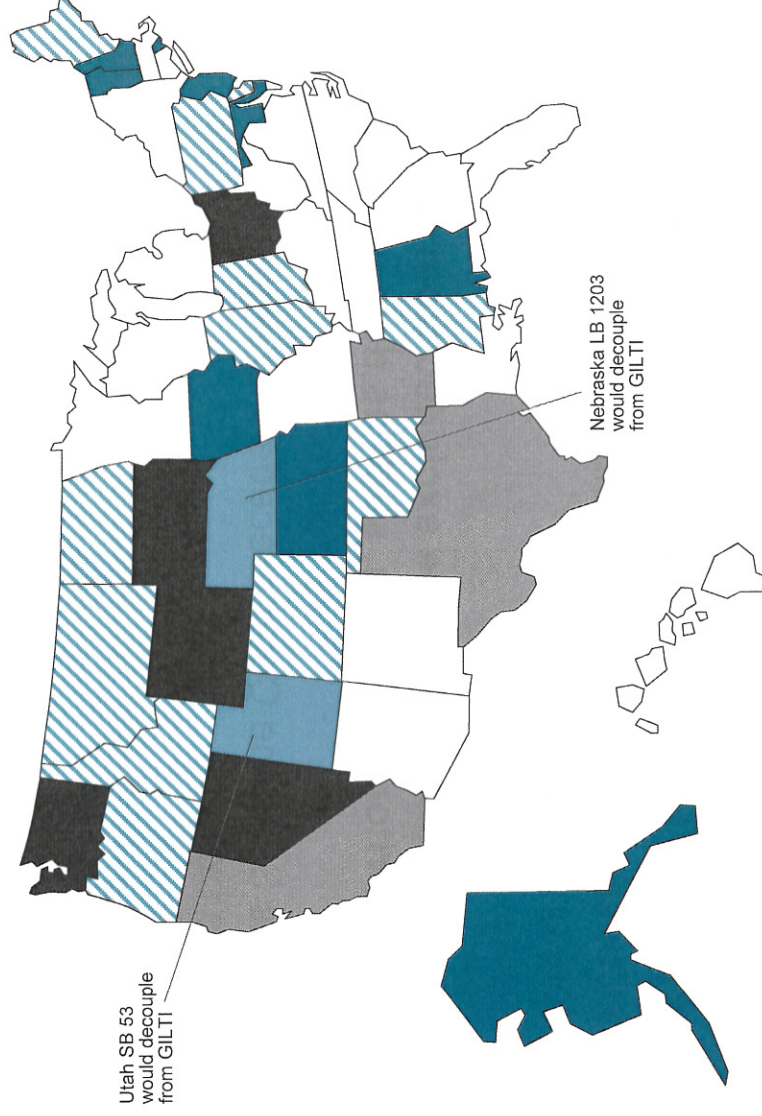 Utah SB 53
would decouple
from GILTI
Nebraska LB 1203
would decouple
from GILTI